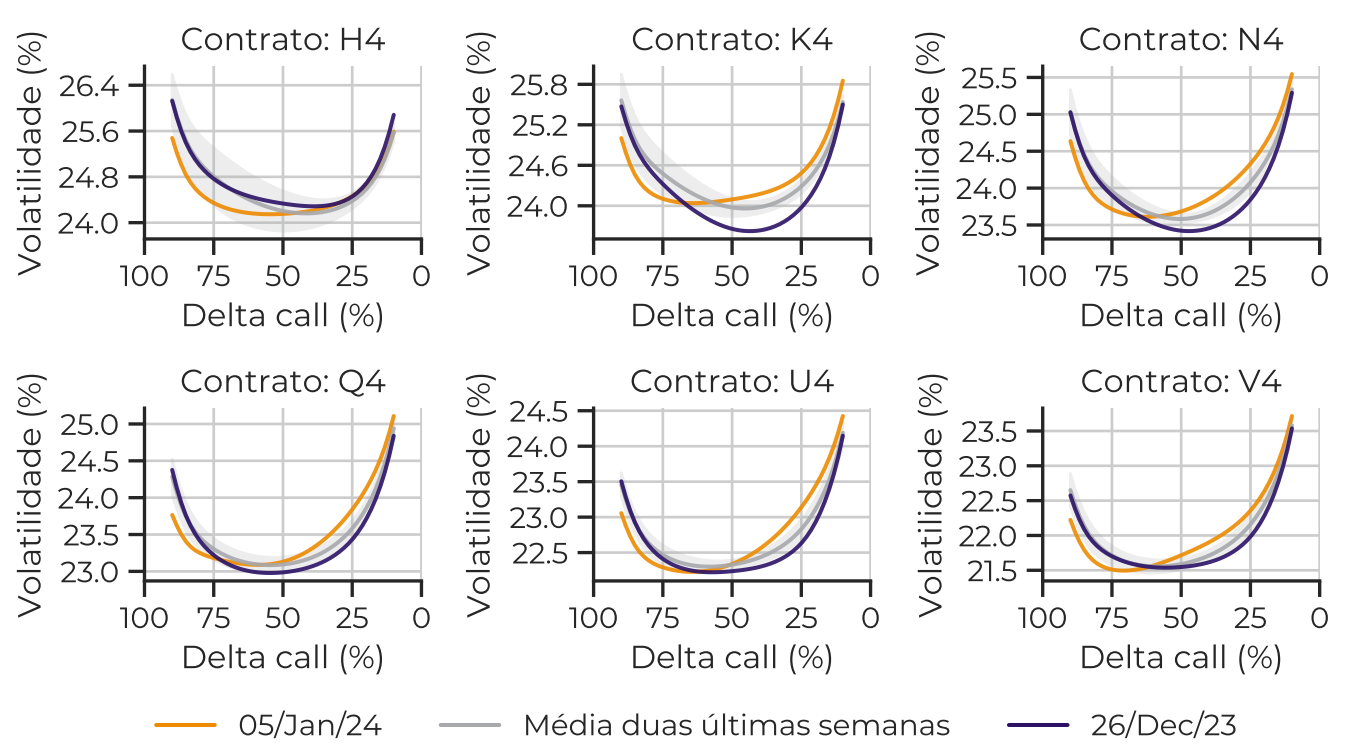 Contrato: H4
Volatilidade (%)
26.4
25.6
24.8
24.0
100 75 50 25 0
Delta call (%)
Contrato: K4
Volatilidade (%)
25.8
25.2
24.6
24.0
100 75 50 25 0
Delta call (%)
Contrato: N4
Volatilidade (%)
25.5
25.0
24.5
24.0
23.5
100 75 50 25 0
Delta call (%)
Contrato: Q4
Volatilidade (%)
25.0
24.5
24.0
23.5
23.0
100 75 50 25 0
Delta call (%)
Contrato: U4
Volatilidade (%)
24.5
24.0
23.5
23.0
22.5
100 75 50 25 0
Delta call (%)
Contrato: V4
Volatilidade (%)
23.5
23.0
22.5
22.0
21.5
100 75 50 25 0
Delta call (%)
05/Jan/24 Média duas últimas semanas 26/Dec/23